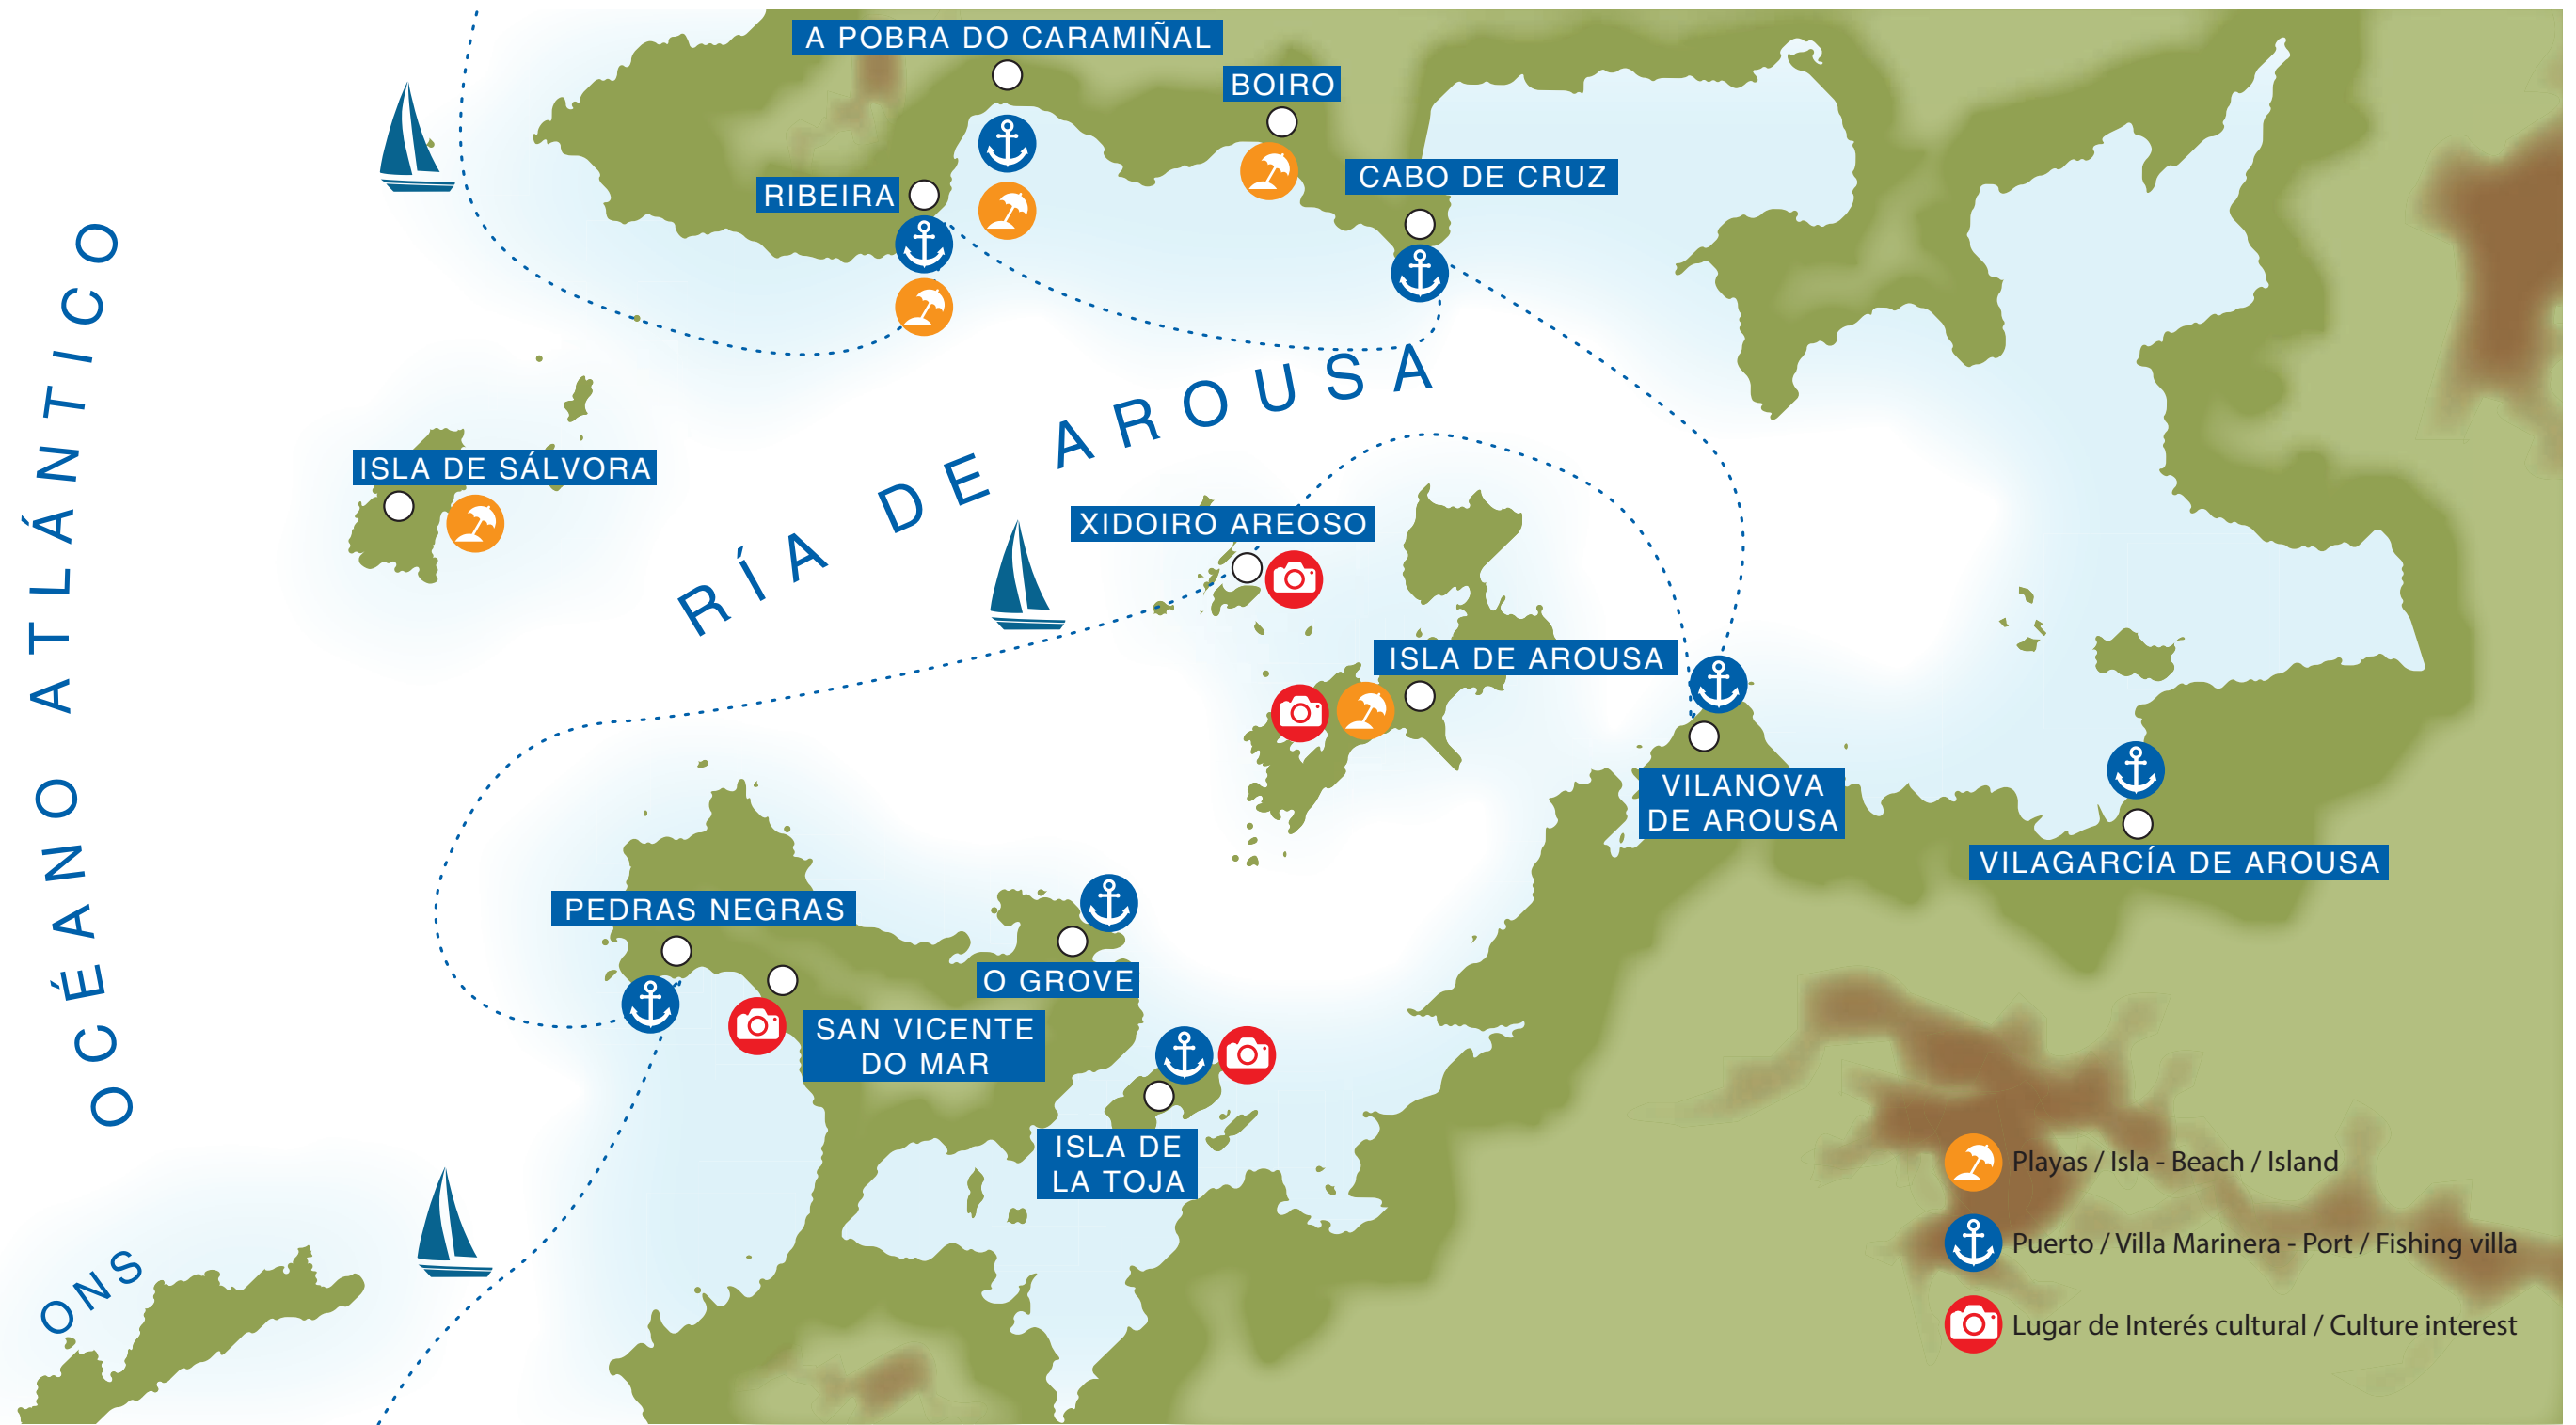 A POBRA DO CARAMIÑAL
BOIRO
CABO DE CRUZ
RIBEIRA
OCÉANO ATLÁNTICO
RÍA DE AROUSA
ISLA DE SÁLVORA
XIDOIRO AREOSO
ISLA DE AROUSA
VILANOVA
DE AROUSA
VILAGARCÍA DE AROUSA
PEDRAS NEGRAS
O GROVE
SAN VICENTE
DO MAR
ISLA DE
LA TOJA
ONS
Playas / Isla - Beach / Island
Puerto / Villa Marinera - Port / Fishing villa
Lugar de Interés cultural / Culture interest